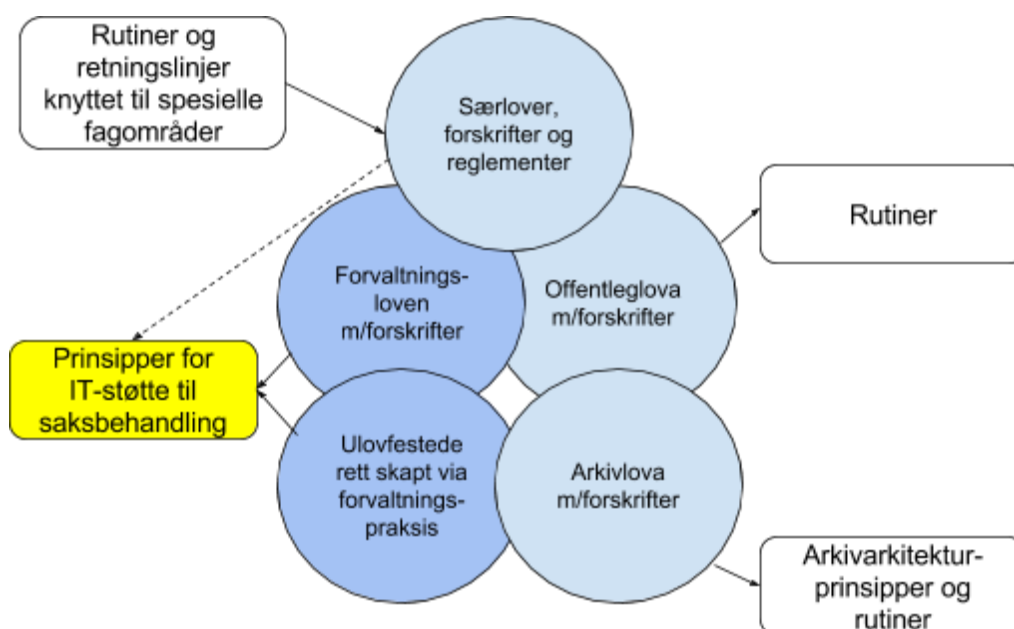 Rutiner og
retningslinjer
knyttet til spesielle
fagområder
Særlover,
forskrifter og
reglementer
Rutiner
Forvaltnings-
loven
m/forskrifter
Offentleglova
m/forskrifter
Prinsipper for
IT-støtte til
saksbehandling
Ulovfestede
rett skapt via
forvaltnings-
praksis
Arkivlova
m/forskrifter
Arkivarkitektur-
prinsipper og
rutiner